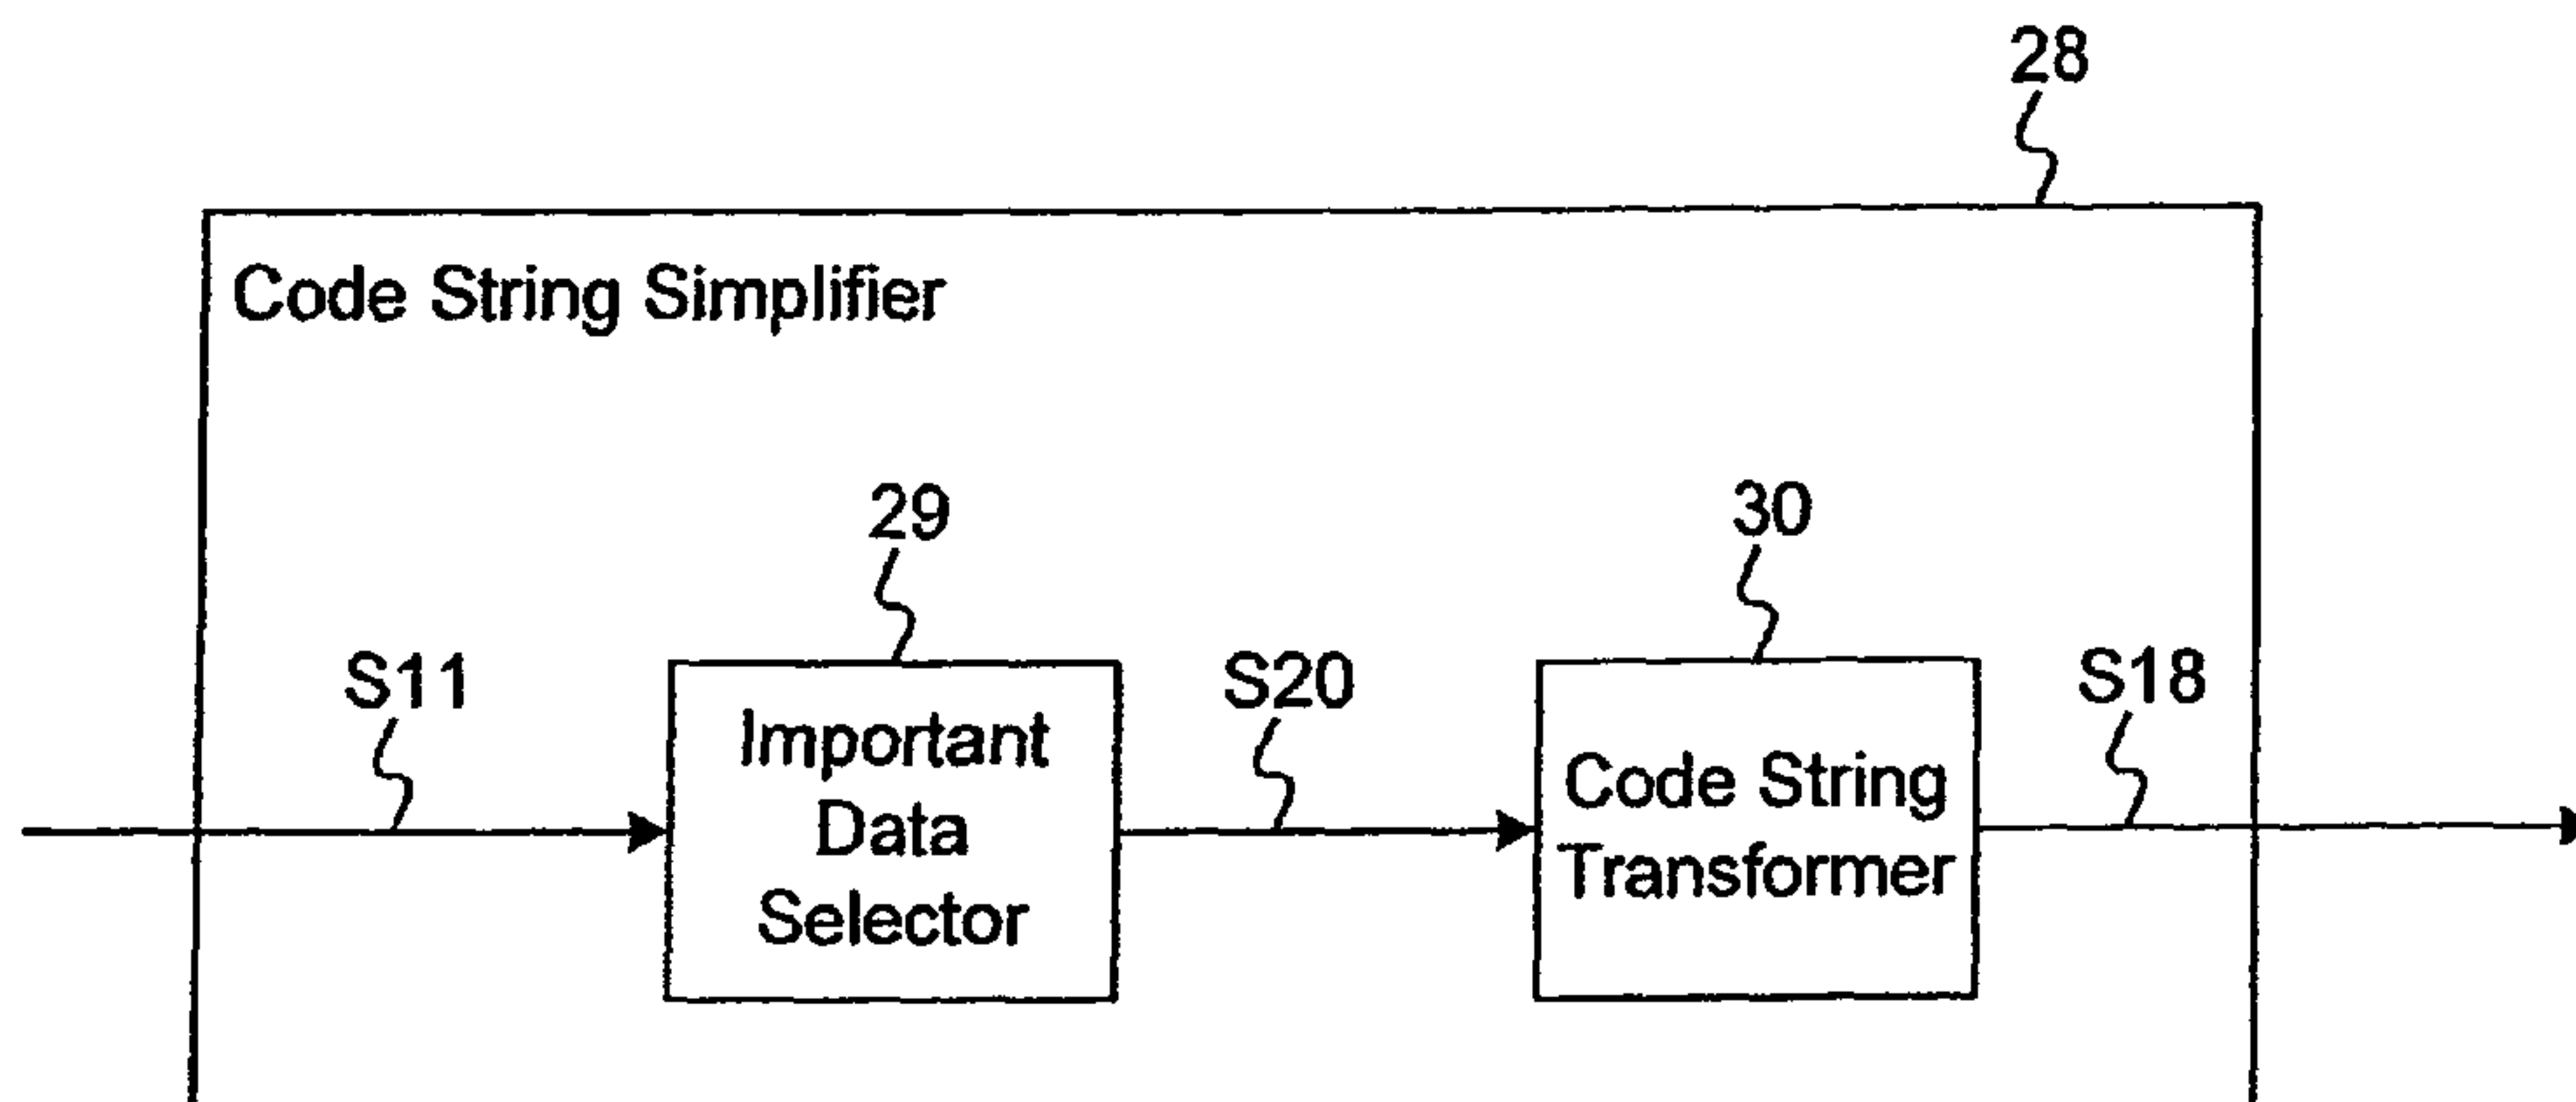 28
Code String Simplifier
29
30
S11
S20
S18
Important
Data
Selector
Code String
Transformer